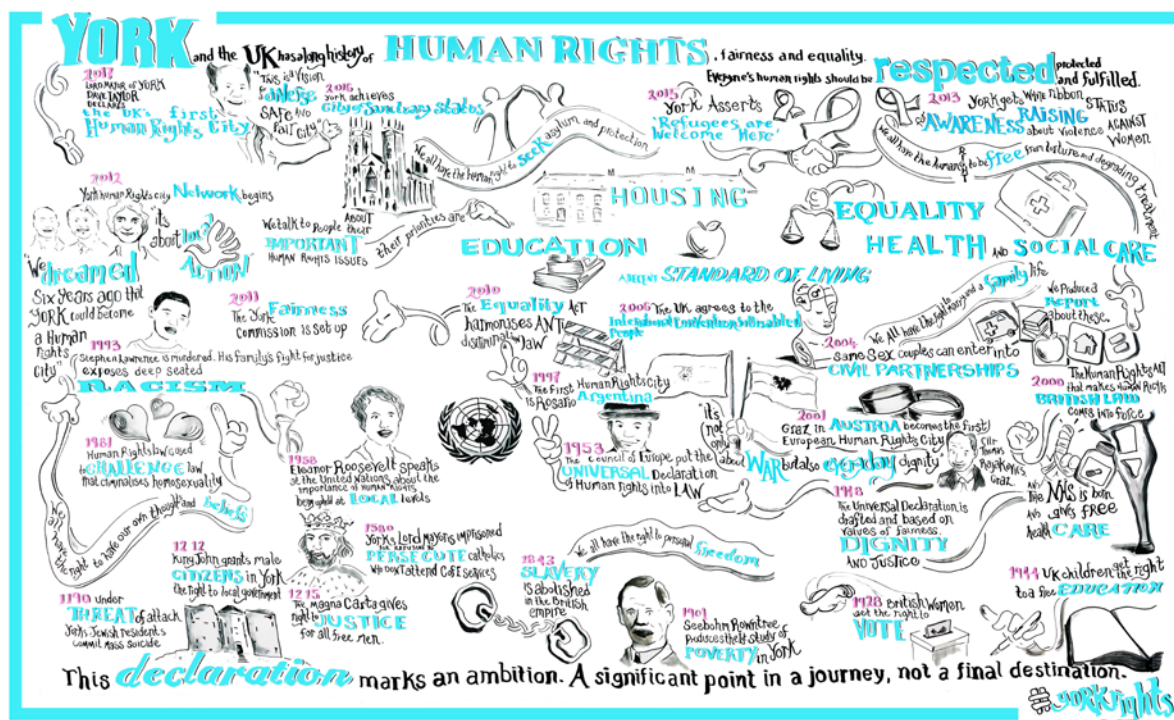 YORK and the UK has a long history of HUMAN RIGHTS, fairness and equality.
Everyone's human rights should be respected protected and fulfilled.
2017
LORD MAYOR of YORK
DAVE TAYLOR
DECLARES
the UK's first
Human Rights City
"This is a vision
diverse
SAFE AND
fair city"
2016
York achieves
City of Sanctuary Status
We all have the human right to seek asylum and protection
2015
York Asserts
'Refugees are
Welcome Here'
2013 YORK gets White ribbon STATUS
AWARENESS RAISING
about violence AGAINST
Women
We all have the human right to be free from torture and degrading treatment
2012
York human Rights city Network begins
it's
about local
ACTION"
We talk to People ABOUT their
IMPORTANT
HUMAN RIGHTS ISSUES
their priorities are
HOUSING
EDUCATION
EQUALITY
HEALTH AND SOCIAL CARE
A DECENT STANDARD OF LIVING
"We dreamed
Six years ago that
YORK could become
a Human
rights
City"
2011
The York Fairness
Commission is set up
2010
The Equality ACT
harmonises ANTI
discrimination law
2006 The UK agrees to the
International Convention
People
2004
same sex couples can enter into
CIVIL PARTNERSHIPS
We All have the right to marry and a family life
We Produce a
REPORT
about these.
1993
Stephen Lawrence is murdered. His family's fight for justice
exposes deep seated
RACISM
1997
The first Human Rights City
is Rosario Argentina
2001
Graz in AUSTRIA becomes the first
European Human Rights City
"it's
not
only
about WAR but also everyday dignity"
Thomas
Graz
2000 The Human Rights Act
that makes Human Rights
BRITISH LAW
comes into force
1981
Human Rights law used
to CHALLENGE law
that criminalises homosexuality
We all have the right to have our own thoughts and beliefs
1958
Eleanor Roosevelt speaks
at the United Nations about the
importance of HUMAN RIGHTS
being upheld at LOCAL levels
1953
The Council of Europe put the
UNIVERSAL Declaration
of Human rights into LAW
1948
The Universal Declaration is
drafted and based on
values of fairness,
DIGNITY
AND JUSTICE
The NHS is born
AND gives free
health CARE
1212
King John grants male
CITIZENS in York
the right to local government
1190 under
THREAT of attack
York's Jewish residents
commit mass suicide
1215
The Magna Carta gives
right to JUSTICE
for all free men.
1580
York's Lord Mayor is imprisoned
PERSECUTE catholics
who don't attend CofE services
We all have the right to personal freedom
SLAVERY
is abolished
in the British
empire
1901
Seebohm Rowntree
produces the 1st study of
POVERTY in York
1928 British Women
get the right to
VOTE
1944 UK children get the right
to a free EDUCATION
This declaration marks an ambition. A significant point in a journey, not a final destination.
#yorkrights